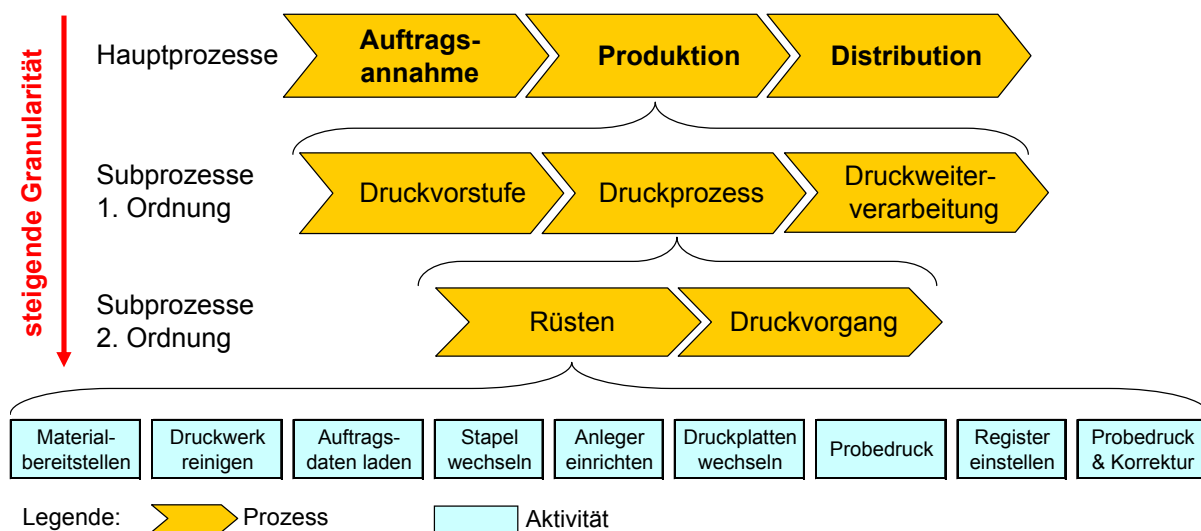 steigende Granularität
Hauptprozesse
Auftrags-
annahme
Produktion
Distribution
Subprozesse
1. Ordnung
Druckvorstufe
Druckprozess
Druckweiter-
verarbeitung
Subprozesse
2. Ordnung
Rüsten
Druckvorgang
Material-
bereitstellen
Druckwerk
reinigen
Auftrags-
daten laden
Stapel
wechseln
Anleger
einrichten
Druckplatten
wechseln
Probedruck
Register
einstellen
Probedruck
& Korrektur
Legende:
Prozess
Aktivität